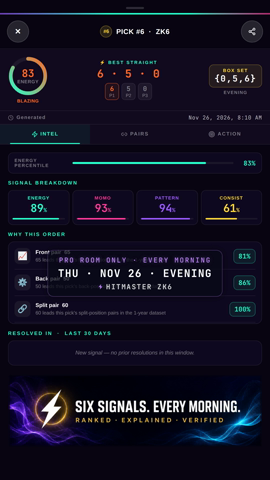 ×
#6 PICK #6 · ZK6
83
ENERGY
BLAZING
⚡ BEST STRAIGHT
6 · 5 · 0
6 5 0
P1 P2 P3
BOX SET
{0,5,6}
EVENING
Generated Nov 26, 2026, 8:10 AM
INTEL PAIRS ACTION
ENERGY PERCENTILE 83%
SIGNAL BREAKDOWN
ENERGY MOMO PATTERN CONSIST
89% 93% 94% 61%
WHY THIS ORDER
Front pair 81%
Back 86%
PRO ROOM ONLY · EVERY MORNING
THU · NOV 26 · EVENING
HITMASTER ZK6
Split pair 60
60 leads this pick's split-position pairs in the 1-year dataset
100%
RESOLVED IN · LAST 30 DAYS
New signal — no prior resolutions in this window.
SIX SIGNALS. EVERY MORNING.
RANKED · EXPLAINED · VERIFIED